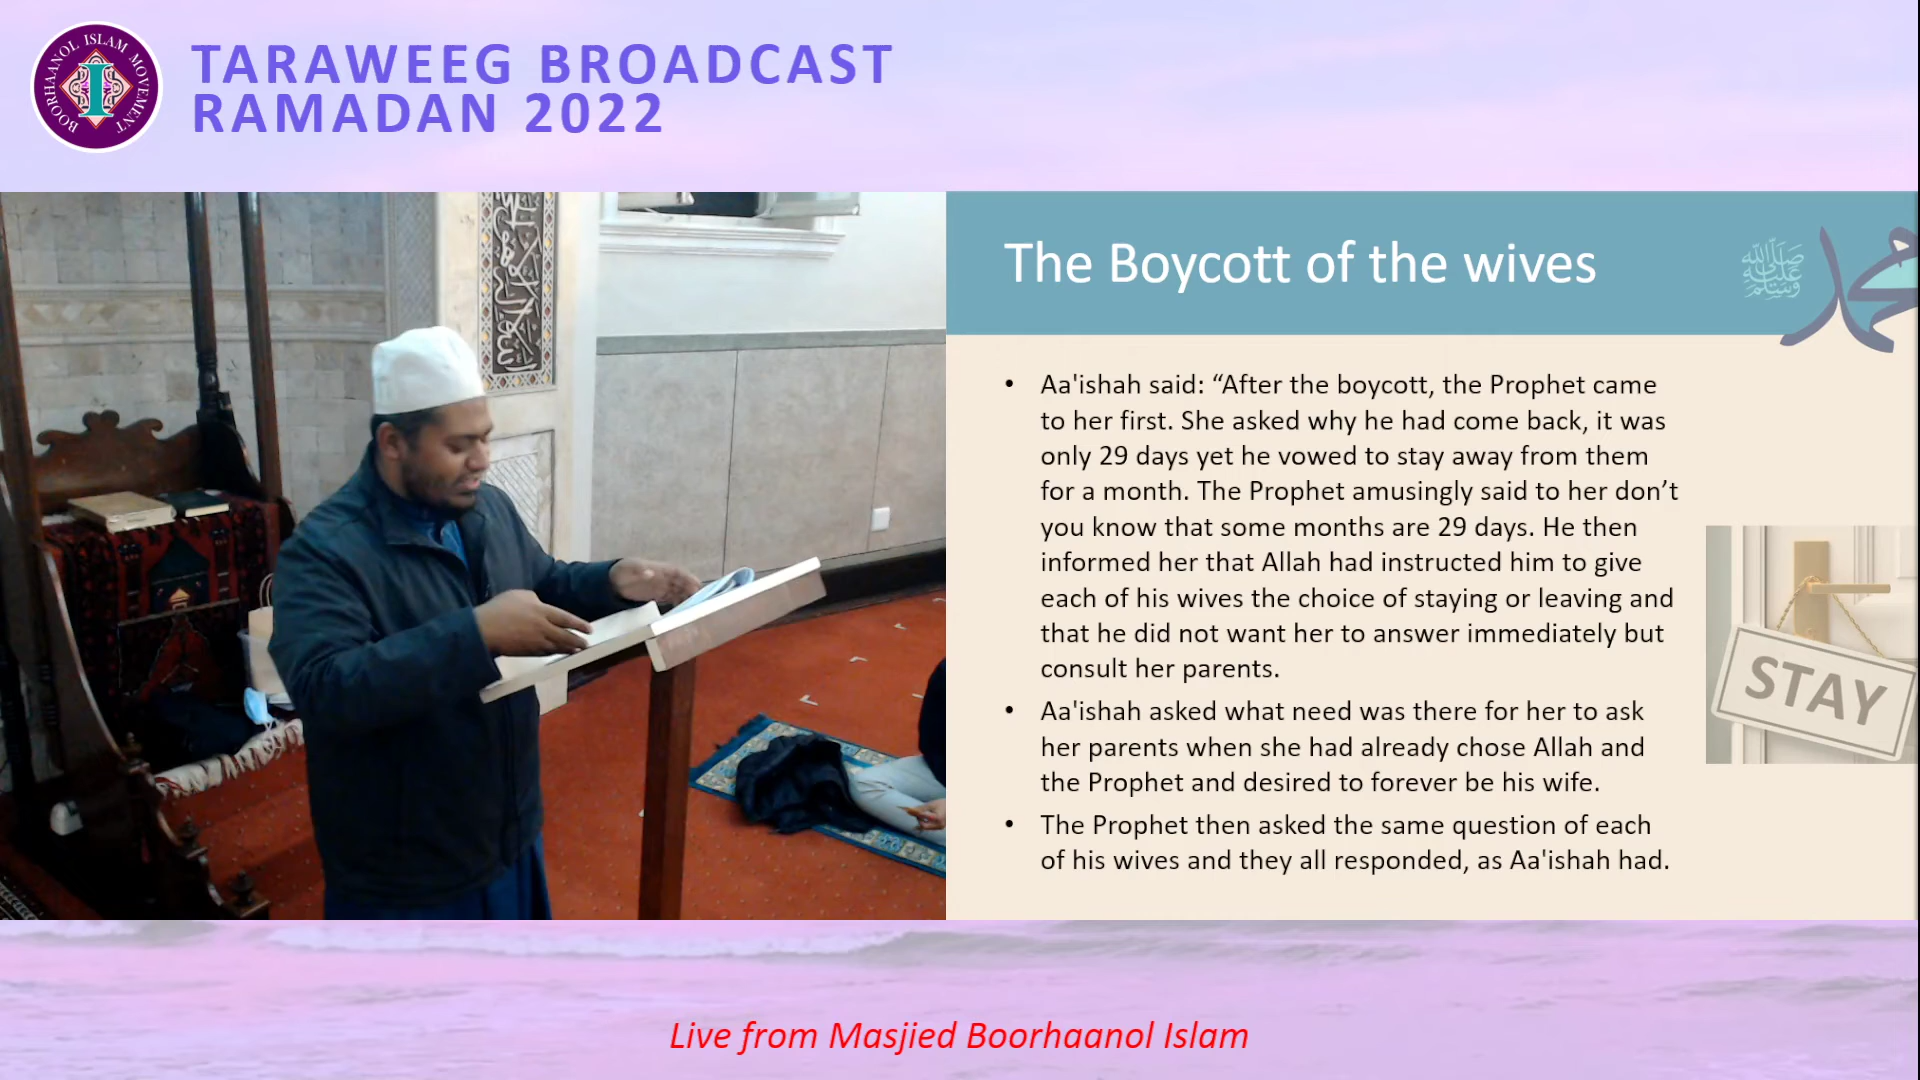 BOORHAANOL ISLAM MOVEMENT
I
TARAWEEG BROADCAST
RAMADAN 2022
The Boycott of the wives
صلى الله
عليه
وسلم
محمد
• Aa'ishah said: “After the boycott, the Prophet came
to her first. She asked why he had come back, it was
only 29 days yet he vowed to stay away from them
for a month. The Prophet amusingly said to her don’t
you know that some months are 29 days. He then
informed her that Allah had instructed him to give
each of his wives the choice of staying or leaving and
that he did not want her to answer immediately but
consult her parents.
• Aa'ishah asked what need was there for her to ask
her parents when she had already chose Allah and
the Prophet and desired to forever be his wife.
• The Prophet then asked the same question of each
of his wives and they all responded, as Aa'ishah had.
STAY
Live from Masjied Boorhaanol Islam